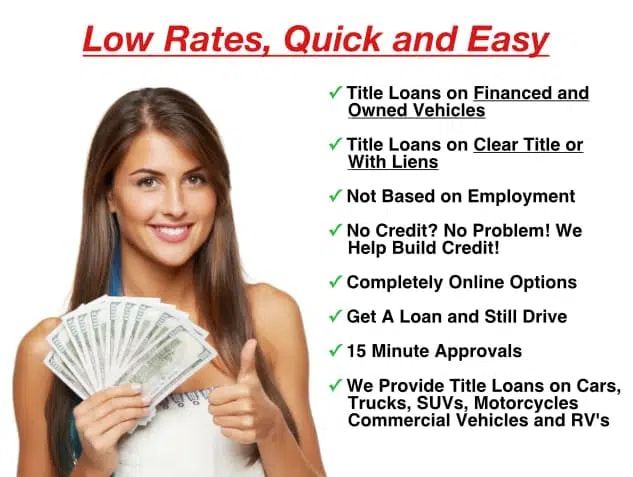 Low Rates, Quick and Easy
✓ Title Loans on Financed and
Owned Vehicles
✓ Title Loans on Clear Title or
With Liens
✓ Not Based on Employment
✓ No Credit? No Problem! We
Help Build Credit!
✓ Completely Online Options
✓ Get A Loan and Still Drive
✓ 15 Minute Approvals
✓ We Provide Title Loans on Cars,
Trucks, SUVs, Motorcycles
Commercial Vehicles and RV's